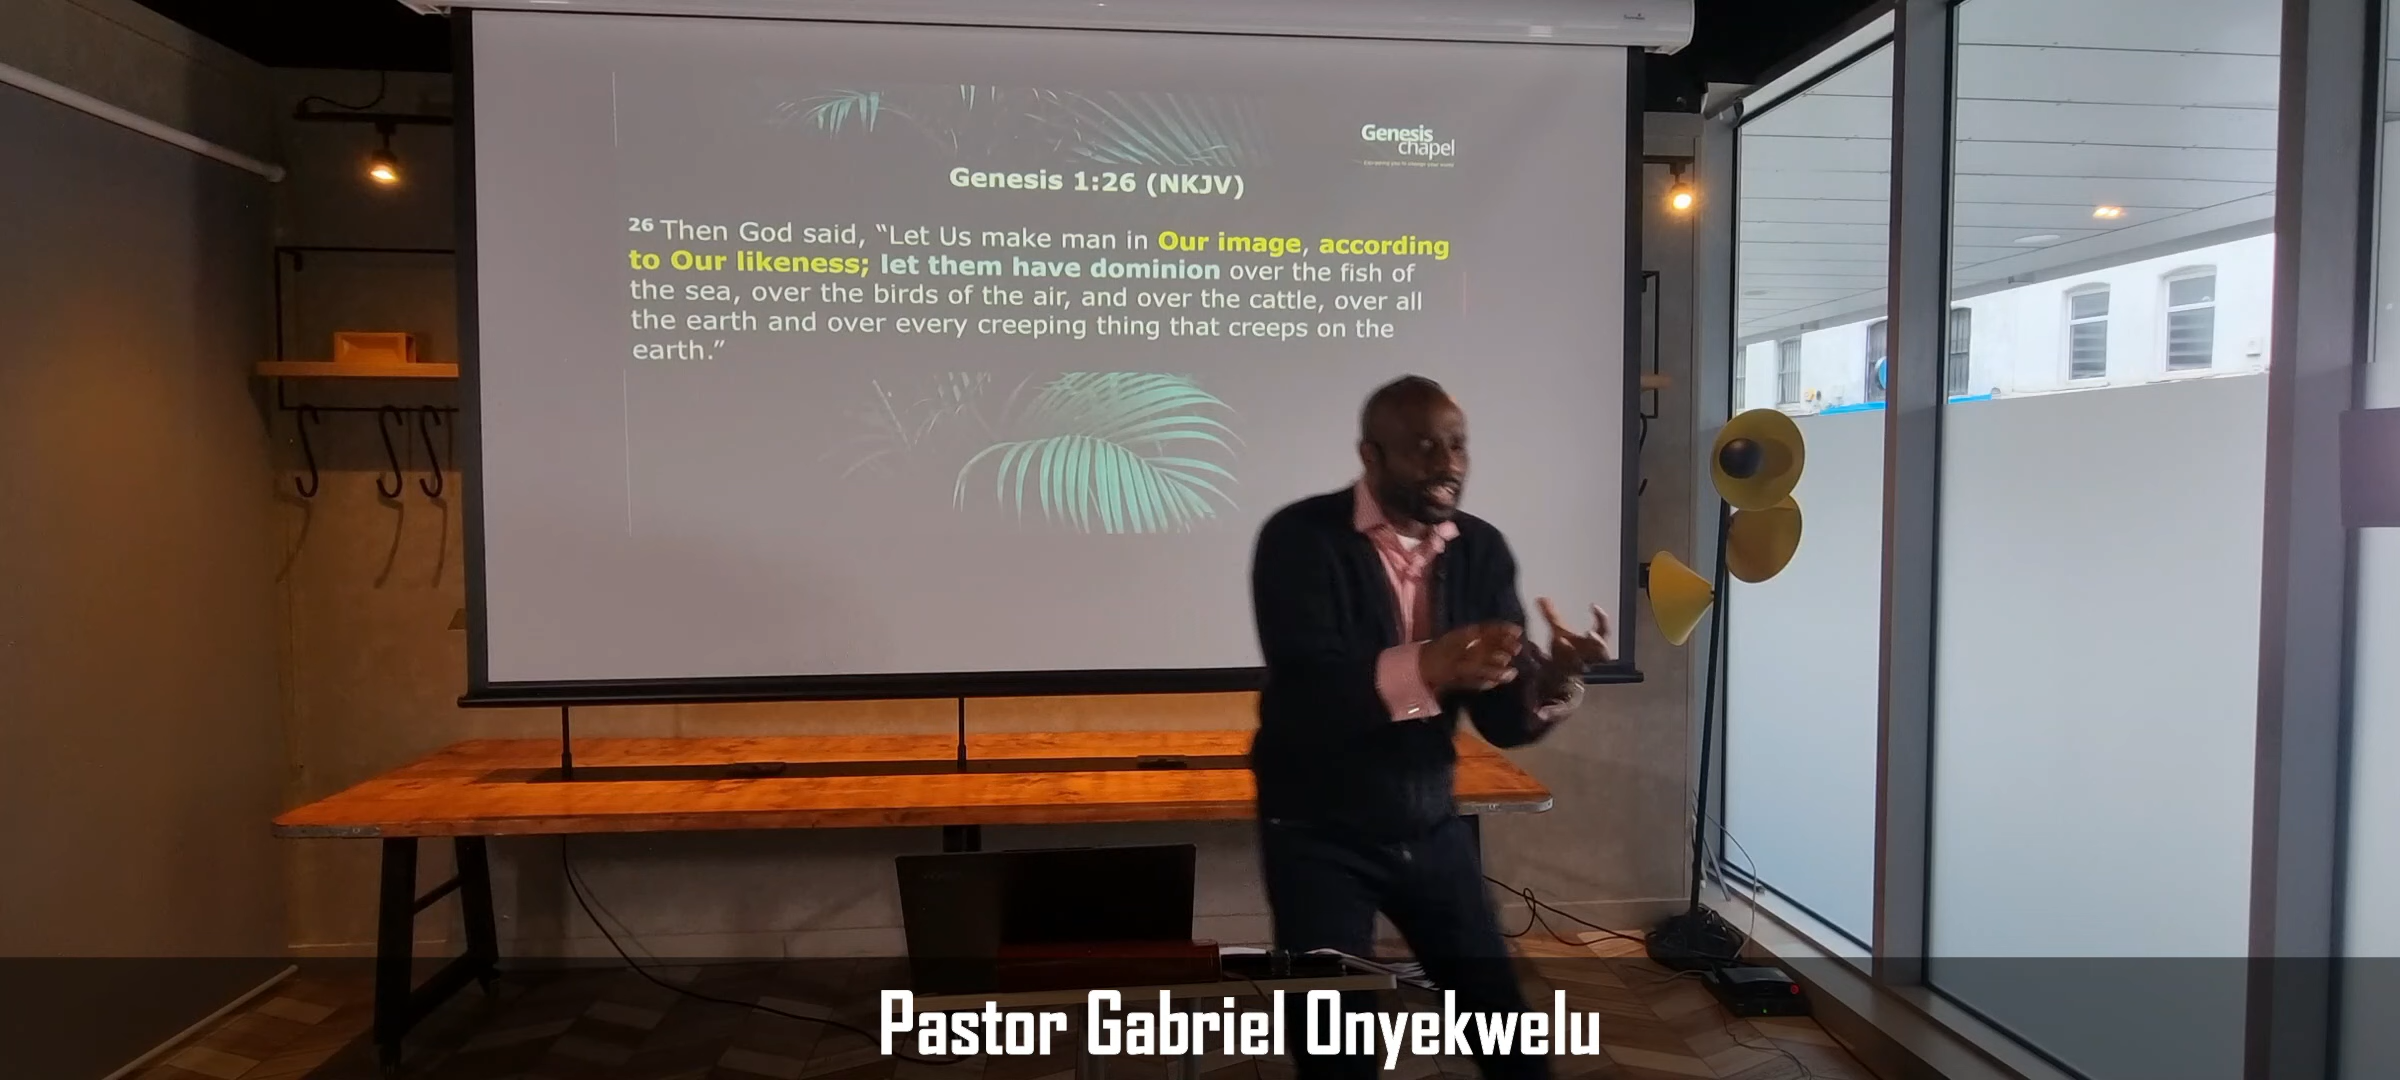 Genesis
chapel
Genesis 1:26 (NKJV)
26 Then God said, “Let Us make man in Our image, according
to Our likeness; let them have dominion over the fish of
the sea, over the birds of the air, and over the cattle, over all
the earth and over every creeping thing that creeps on the
earth.”
Pastor Gabriel Onyekwelu